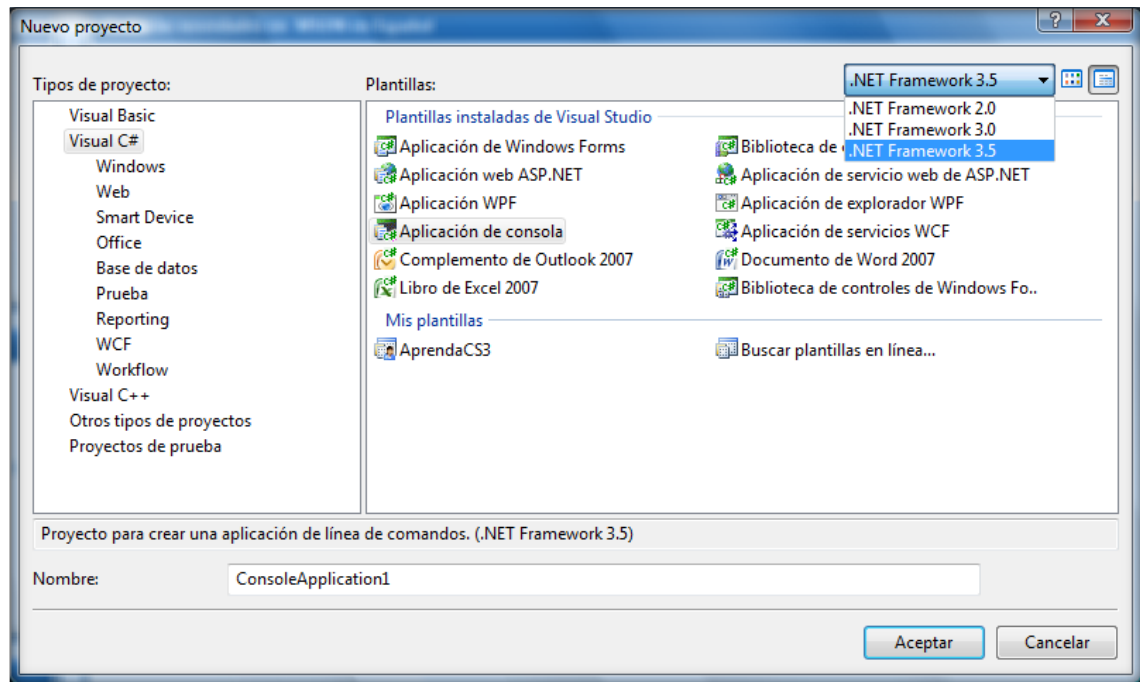 Nuevo proyecto
Tipos de proyecto:
Plantillas:
.NET Framework 3.5
.NET Framework 2.0
.NET Framework 3.0
.NET Framework 3.5
Visual Basic
Visual C#
Windows
Web
Smart Device
Office
Base de datos
Prueba
Reporting
WCF
Workflow
Visual C++
Otros tipos de proyectos
Proyectos de prueba
Plantillas instaladas de Visual Studio
Aplicación de Windows Forms
Biblioteca de
Aplicación web ASP.NET
Aplicación de servicio web de ASP.NET
Aplicación WPF
Aplicación de explorador WPF
Aplicación de consola
Aplicación de servicios WCF
Complemento de Outlook 2007
Documento de Word 2007
Libro de Excel 2007
Biblioteca de controles de Windows Fo..
Mis plantillas
AprendaCS3
Buscar plantillas en línea...
Proyecto para crear una aplicación de línea de comandos. (.NET Framework 3.5)
Nombre:
ConsoleApplication1
Aceptar
Cancelar